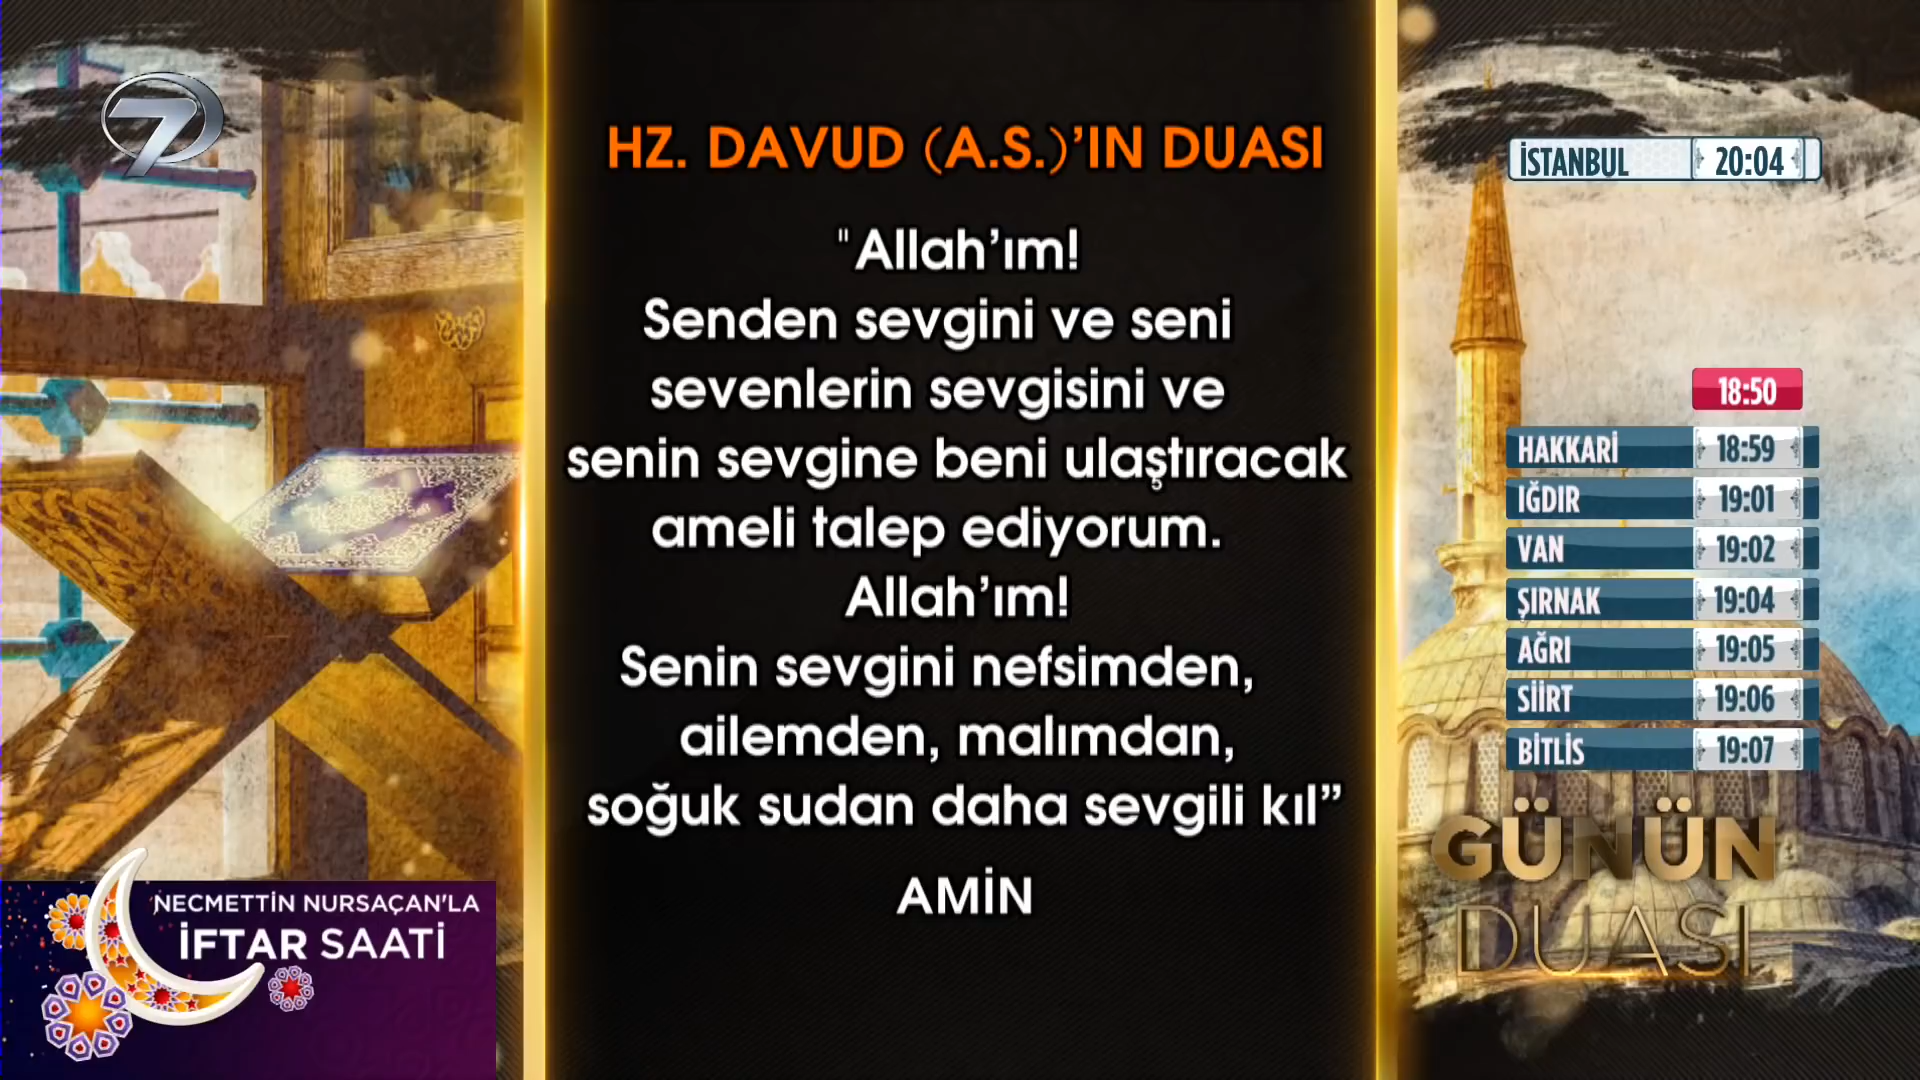 7
HZ. DAVUD (A.S.)’IN DUASI
"Allah’ım!
Senden sevgini ve seni
sevenlerin sevgisini ve
senin sevgine beni ulaştıracak
ameli talep ediyorum.
Allah’ım!
Senin sevgini nefsimden,
ailemden, malımdan,
soğuk sudan daha sevgili kıl”
AMİN
İSTANBUL 20:04
18:50
HAKKARİ 18:59
IĞDIR 19:01
VAN 19:02
ŞIRNAK 19:04
AĞRI 19:05
SİİRT 19:06
BİTLİS 19:07
GÜNÜN
DUASI
NECMETTİN NURSAÇAN'LA
İFTAR SAATİ